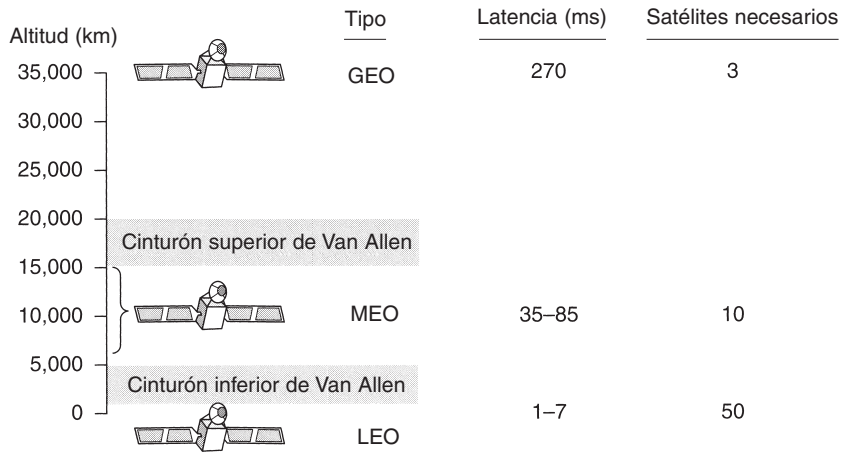 Altitud (km) Tipo Latencia (ms) Satélites necesarios
35,000 GEO 270 3
30,000
25,000
20,000
Cinturón superior de Van Allen
15,000
10,000 MEO 35–85 10
5,000
Cinturón inferior de Van Allen
0 LEO 1–7 50